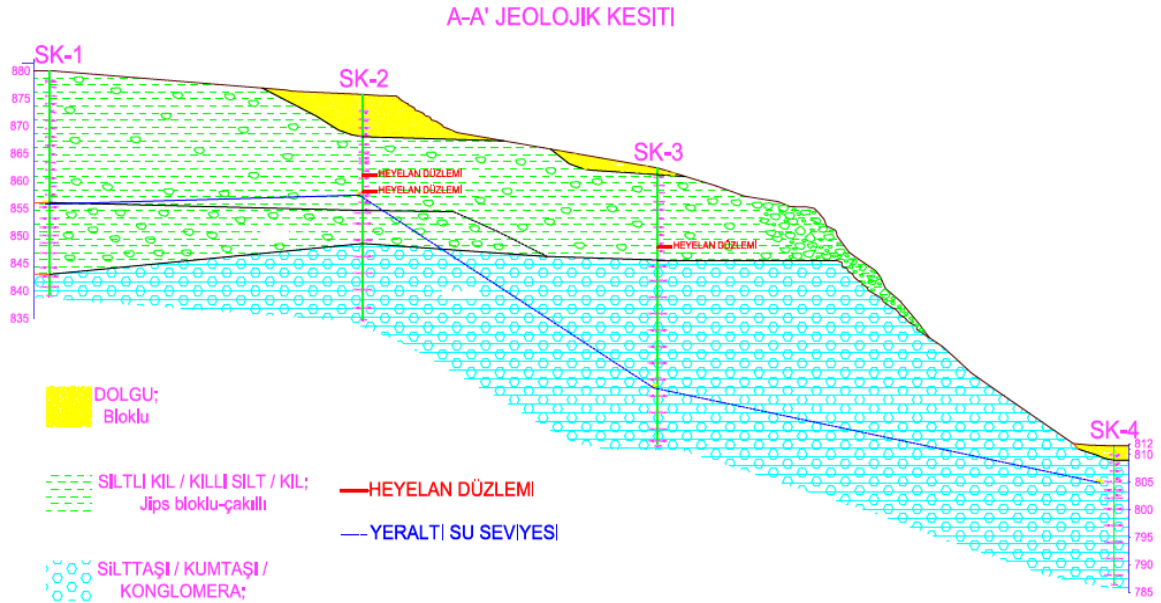 A-A' JEOLOJIK KESITI
SK-1
SK-2
SK-3
SK-4
880
875
870
865
860
855
850
845
840
835
HEYELAN DÜZLEMİ
HEYELAN DÜZLEMİ
HEYELAN DÜZLEMİ
812
810
805
800
795
790
785
DOLGU;
Bloklu
SİLTLİ KİL / KİLLİ SİLT / KİL;
Jips bloklu-çakıllı
SİLTTAŞI / KUMTAŞI /
KONGLOMERA;
HEYELAN DÜZLEMİ
YERALTI SU SEVİYESİ